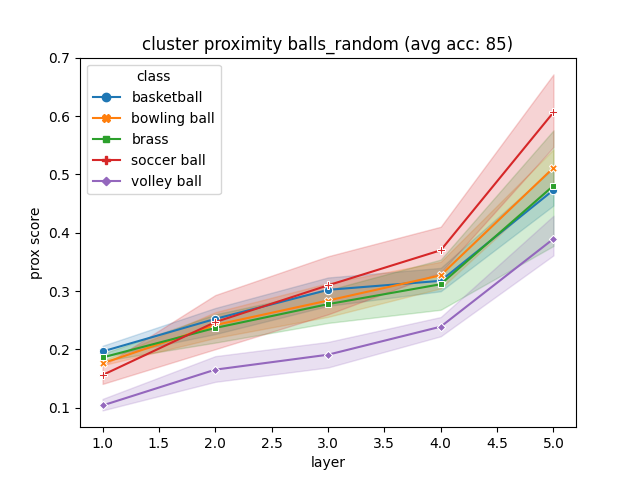 cluster proximity balls_random (avg acc: 85)
class
basketball
bowling ball
brass
soccer ball
volley ball
prox score
0.7
0.6
0.5
0.4
0.3
0.2
0.1
1.0 1.5 2.0 2.5 3.0 3.5 4.0 4.5 5.0
layer